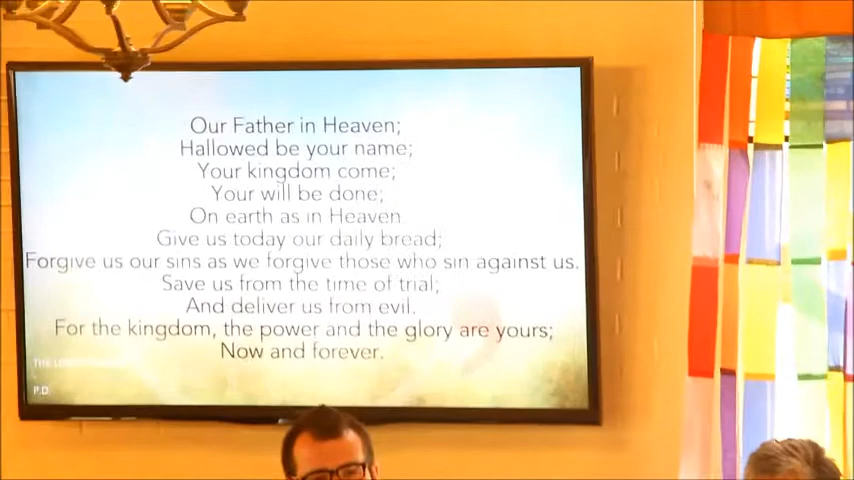 Our Father in Heaven;
Hallowed be your name;
Your kingdom come;
Your will be done;
On earth as in Heaven
Give us today our daily bread;
Forgive us our sins as we forgive those who sin against us.
Save us from the time of trial;
And deliver us from evil.
For the kingdom, the power and the glory are yours;
Now and forever.
THE LORD'S
P.D